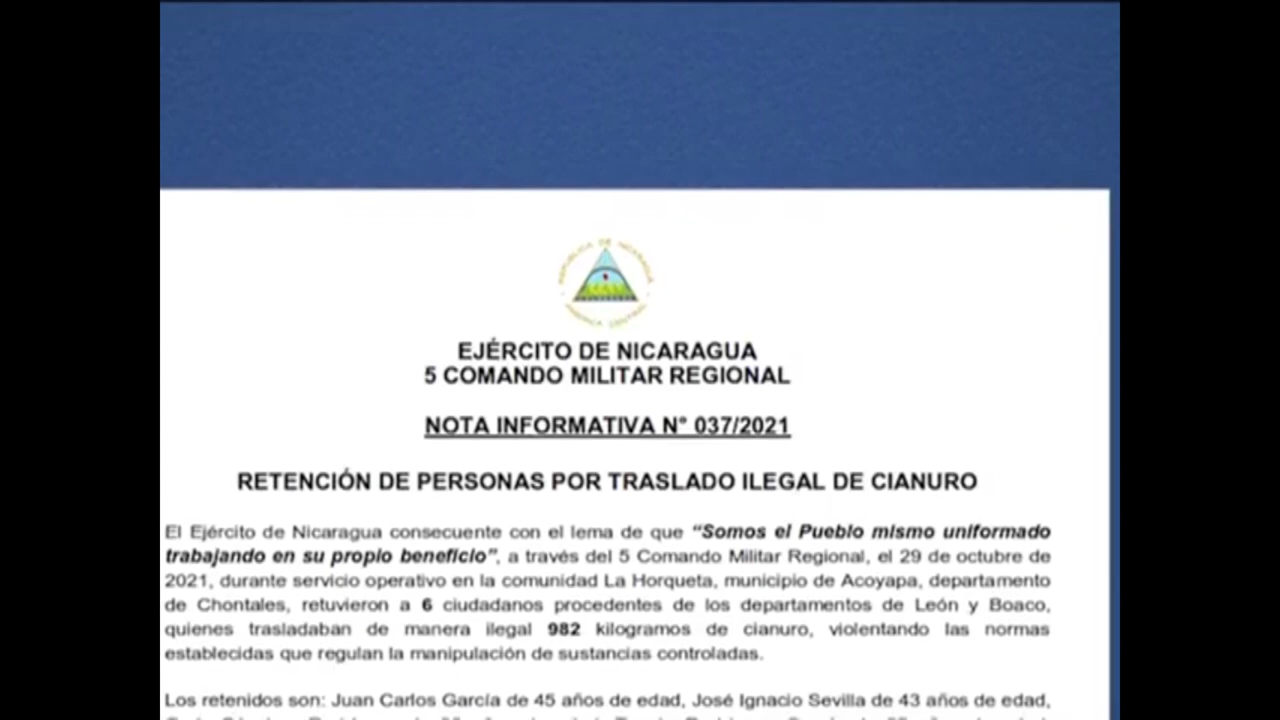 REPÚBLICA DE NICARAGUA
AMÉRICA CENTRAL
EJÉRCITO DE NICARAGUA
5 COMANDO MILITAR REGIONAL
NOTA INFORMATIVA N° 037/2021
RETENCIÓN DE PERSONAS POR TRASLADO ILEGAL DE CIANURO
El Ejército de Nicaragua consecuente con el lema de que “Somos el Pueblo mismo uniformado
trabajando en su propio beneficio”, a través del 5 Comando Militar Regional, el 29 de octubre de
2021, durante servicio operativo en la comunidad La Horqueta, municipio de Acoyapa, departamento
de Chontales, retuvieron a 6 ciudadanos procedentes de los departamentos de León y Boaco,
quienes trasladaban de manera ilegal 982 kilogramos de cianuro, violentando las normas
establecidas que regulan la manipulación de sustancias controladas.
Los retenidos son: Juan Carlos García de 45 años de edad, José Ignacio Sevilla de 43 años de edad,